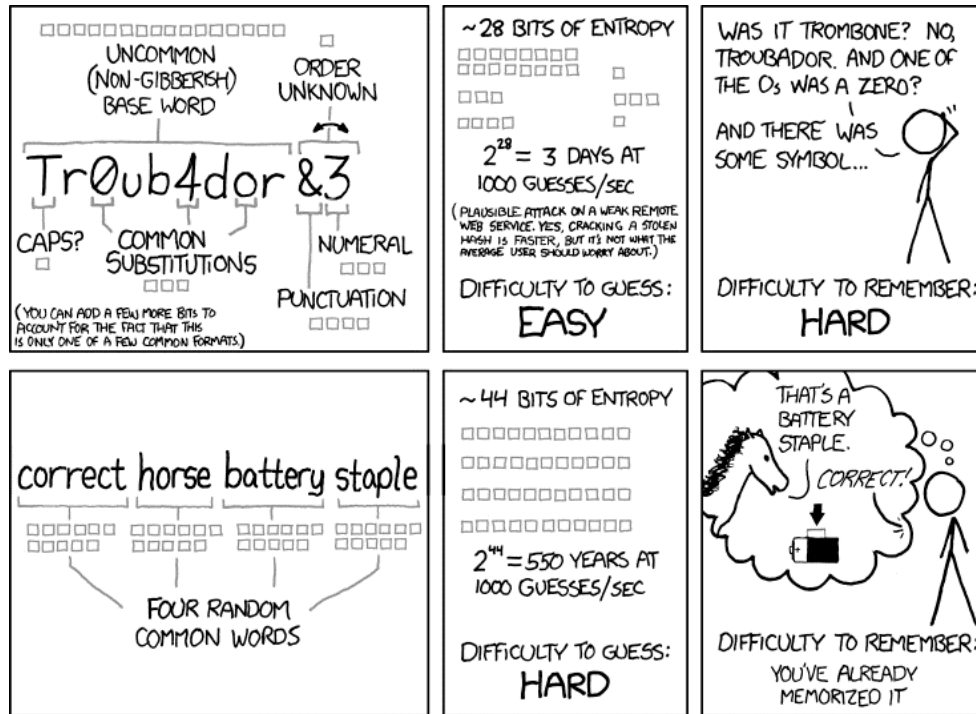 UNCOMMON
(NON-GIBBERISH)
BASE WORD
ORDER
UNKNOWN
Tr0ub4dor &3
CAPS?
COMMON
SUBSTITUTIONS
NUMERAL
PUNCTUATION
(YOU CAN ADD A FEW MORE BITS TO
ACCOUNT FOR THE FACT THAT THIS
IS ONLY ONE OF A FEW COMMON FORMATS.)
~28 BITS OF ENTROPY
2^28 = 3 DAYS AT
1000 GUESSES/SEC
(PLAUSIBLE ATTACK ON A WEAK REMOTE
WEB SERVICE. YES, CRACKING A STOLEN
HASH IS FASTER, BUT IT'S NOT WHAT THE
AVERAGE USER SHOULD WORRY ABOUT.)
DIFFICULTY TO GUESS:
EASY
WAS IT TROMBONE? NO,
TROUBADOR. AND ONE OF
THE Os WAS A ZERO?
AND THERE WAS
SOME SYMBOL...
DIFFICULTY TO REMEMBER:
HARD
correct horse battery staple
FOUR RANDOM
COMMON WORDS
~44 BITS OF ENTROPY
2^44 = 550 YEARS AT
1000 GUESSES/SEC
DIFFICULTY TO GUESS:
HARD
THAT'S A
BATTERY
STAPLE.
CORRECT!
+
DIFFICULTY TO REMEMBER:
YOU'VE ALREADY
MEMORIZED IT